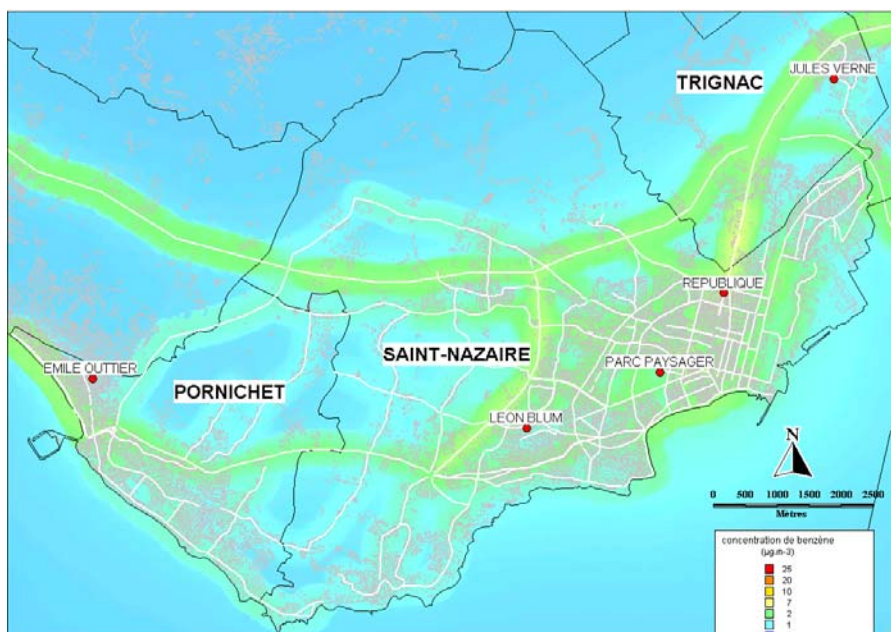 JULES VERNE
TRIGNAC
REPUBLIQUE
SAINT-NAZAIRE
PARC PAYSAGER
EMILE OUTTIER
PORNICHET
LEON BLUM
N
0 500 1000 1500 2000 2500
Mètres
concentration de benzène
(µg.m-3)
25
20
10
7
2
1